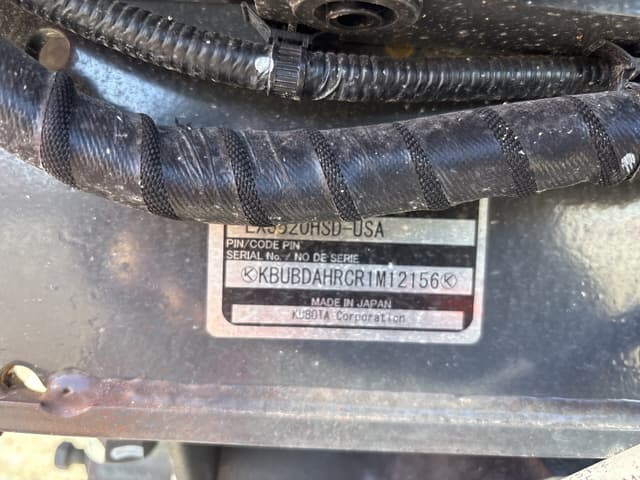 LX3520HSD-USA
PIN/CODE PIN
SERIAL No./ NO DE SERIE
KBUBDAHRCR1M12156
MADE IN JAPAN
KUBOTA Corporation